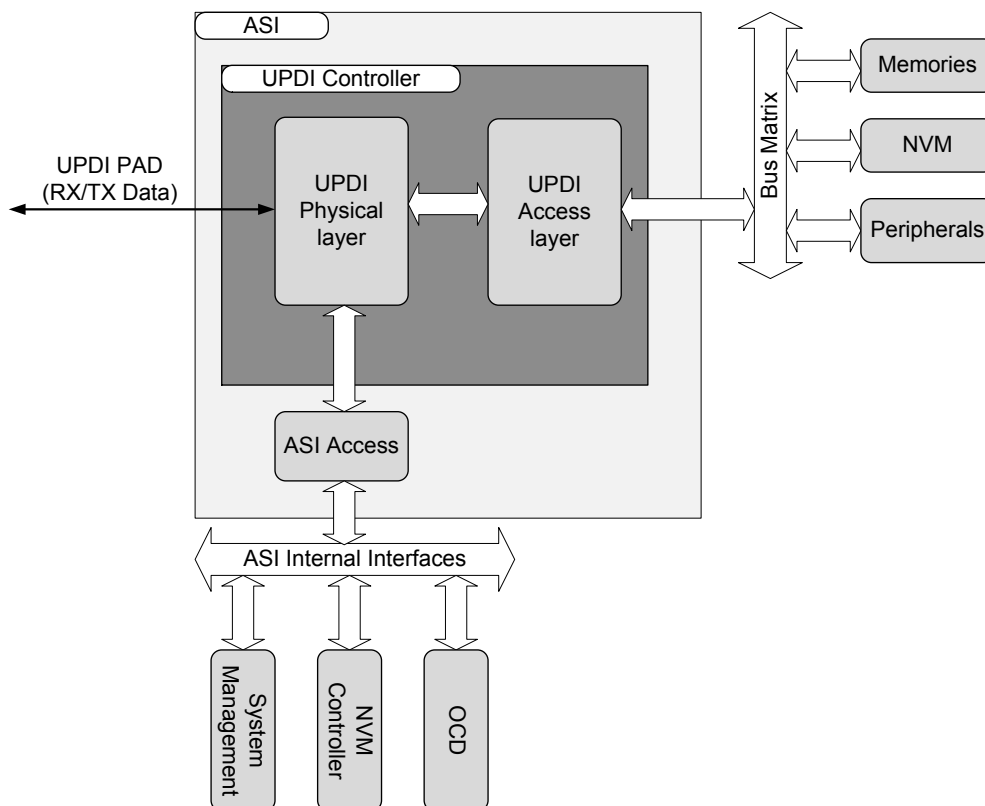 ASI
UPDI Controller
UPDI PAD
(RX/TX Data)
UPDI
Physical
layer
UPDI
Access
layer
Bus Matrix
Memories
NVM
Peripherals
ASI Access
ASI Internal Interfaces
System
Management
NVM
Controller
OCD